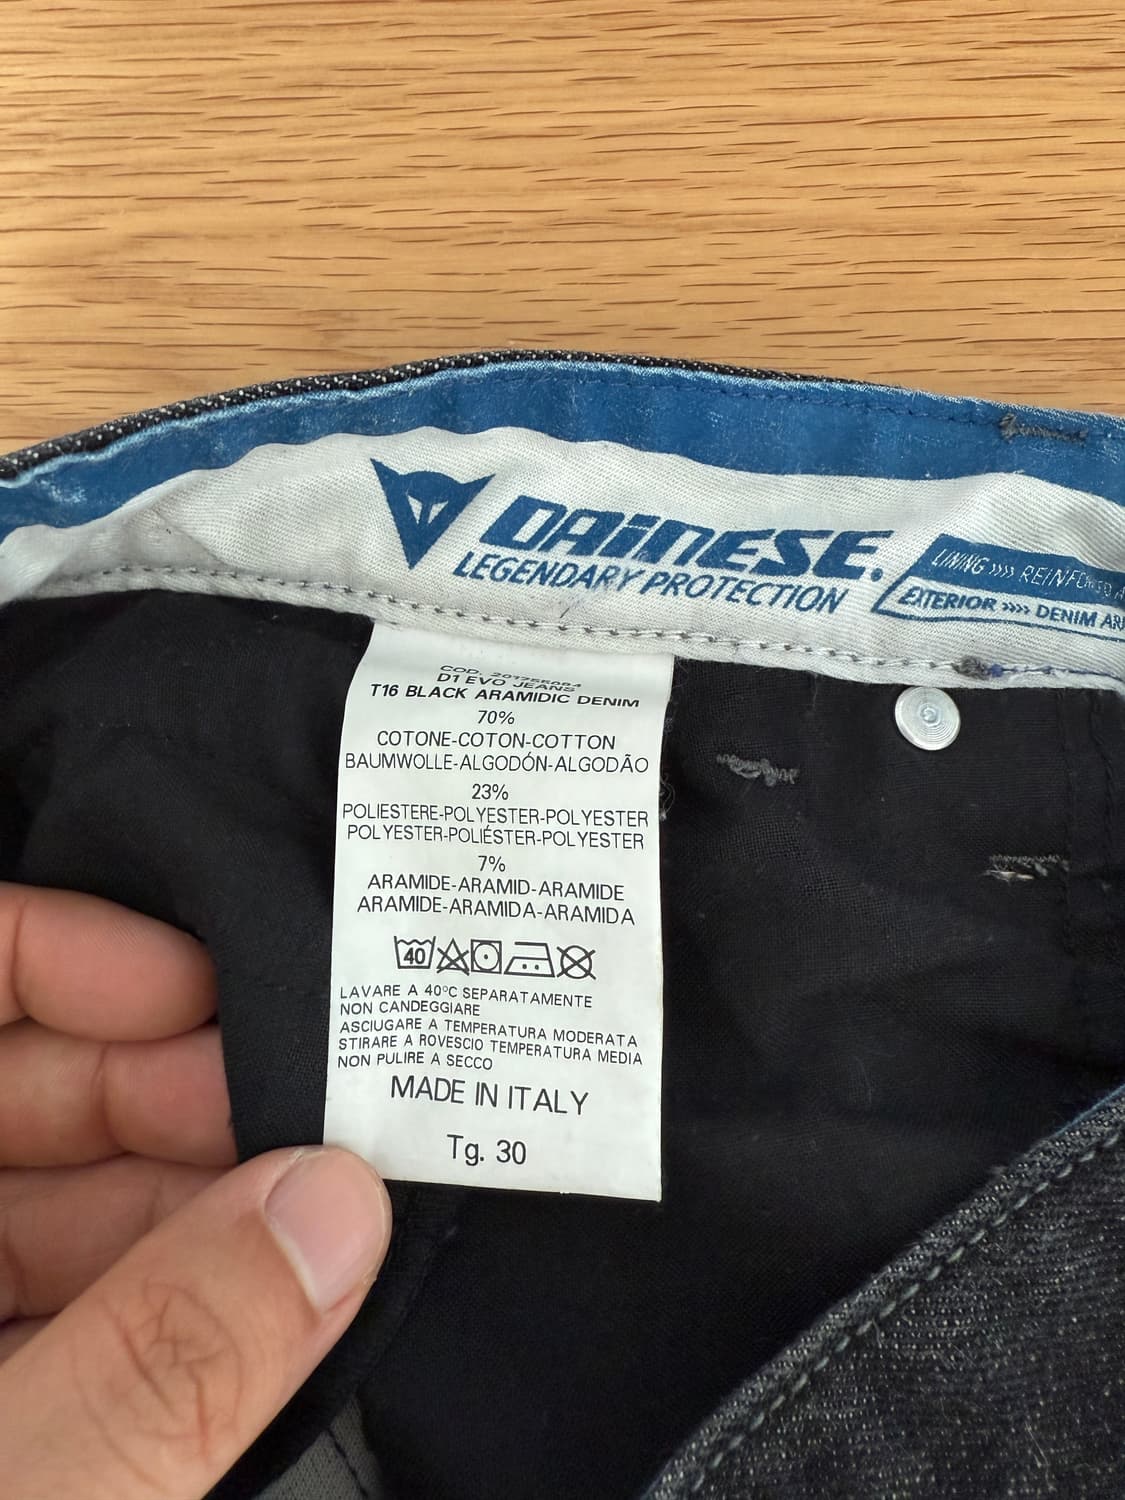 DAINESE.
LEGENDARY PROTECTION
LINING »» REINFORCED
EXTERIOR »» DENIM
COD.
D1 EVO JEANS
T16 BLACK ARAMIDIC DENIM
70%
COTONE-COTON-COTTON
BAUMWOLLE-ALGODÓN-ALGODÃO
23%
POLIESTERE-POLYESTER-POLYESTER
POLYESTER-POLIÉSTER-POLYESTER
7%
ARAMIDE-ARAMID-ARAMIDE
ARAMIDE-ARAMIDA-ARAMIDA
40
LAVARE A 40°C SEPARATAMENTE
NON CANDEGGIARE
ASCIUGARE A TEMPERATURA MODERATA
STIRARE A ROVESCIO TEMPERATURA MEDIA
NON PULIRE A SECCO
MADE IN ITALY
Tg. 30